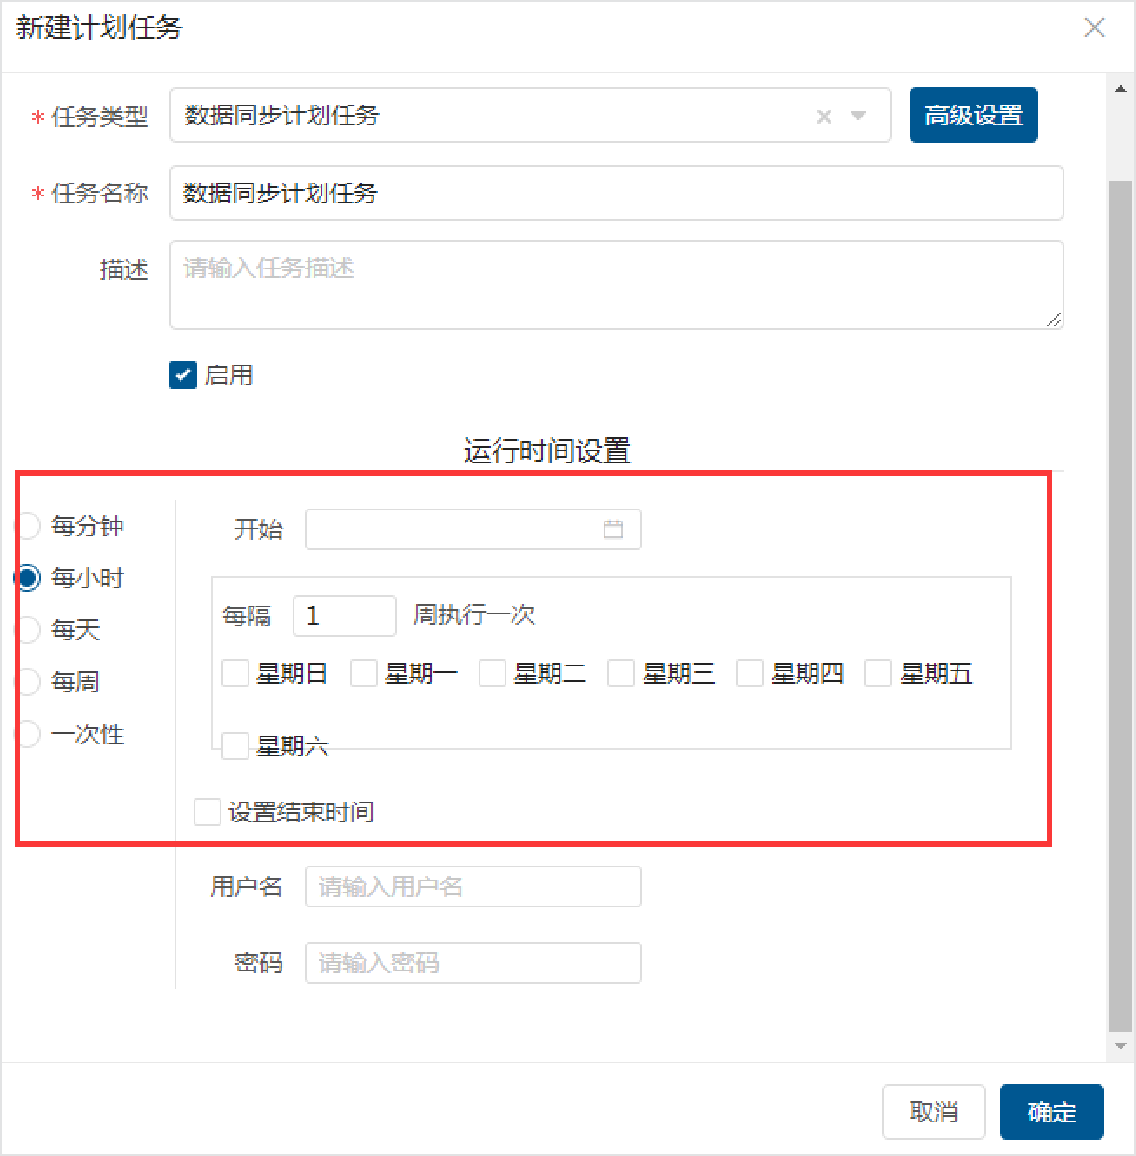 新建计划任务
* 任务类型 数据同步计划任务 高级设置
* 任务名称 数据同步计划任务
描述 请输入任务描述
启用
运行时间设置
每分钟
每小时
每天
每周
一次性
开始
每隔 1 周执行一次
星期日 星期一 星期二 星期三 星期四 星期五
星期六
设置结束时间
用户名 请输入用户名
密码 请输入密码
取消 确定